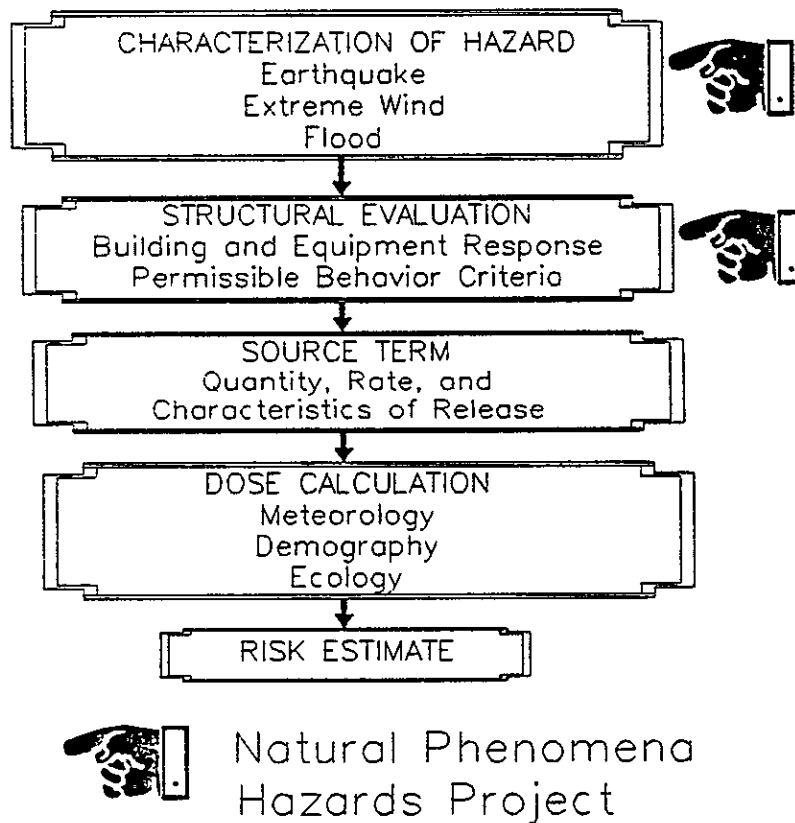 CHARACTERIZATION OF HAZARD
Earthquake
Extreme Wind
Flood
STRUCTURAL EVALUATION
Building and Equipment Response
Permissible Behavior Criteria
SOURCE TERM
Quantity, Rate, and
Characteristics of Release
DOSE CALCULATION
Meteorology
Demography
Ecology
RISK ESTIMATE
Natural Phenomena
Hazards Project